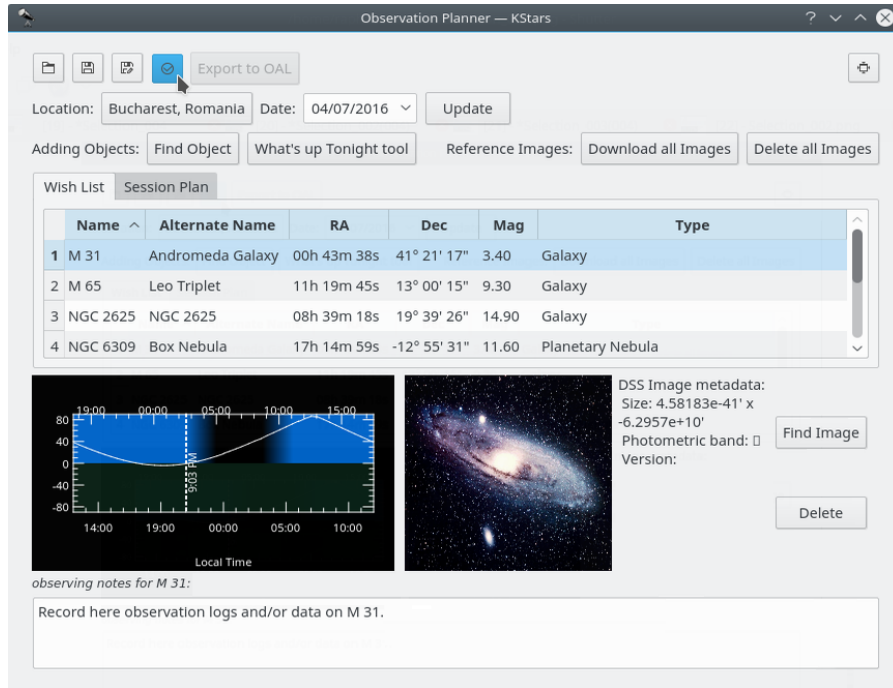 Observation Planner — KStars
Export to OAL
Location: Bucharest, Romania Date: 04/07/2016 Update
Adding Objects: Find Object What's up Tonight tool Reference Images: Download all Images Delete all Images
Wish List Session Plan
Name Alternate Name RA Dec Mag Type
1 M 31 Andromeda Galaxy 00h 43m 38s 41° 21' 17" 3.40 Galaxy
2 M 65 Leo Triplet 11h 19m 45s 13° 00' 15" 9.30 Galaxy
3 NGC 2625 NGC 2625 08h 39m 18s 19° 39' 26" 14.90 Galaxy
4 NGC 6309 Box Nebula 17h 14m 59s -12° 55' 31" 11.60 Planetary Nebula
19:00 00:00 05:00 10:00 15:00
80
40
0
-40
-80
9:03 PM
14:00 19:00 00:00 05:00 10:00
Local Time
DSS Image metadata:
Size: 4.58183e-41' x
-6.2957e+10'
Photometric band: ▯
Version:
Find Image
Delete
observing notes for M 31:
Record here observation logs and/or data on M 31.